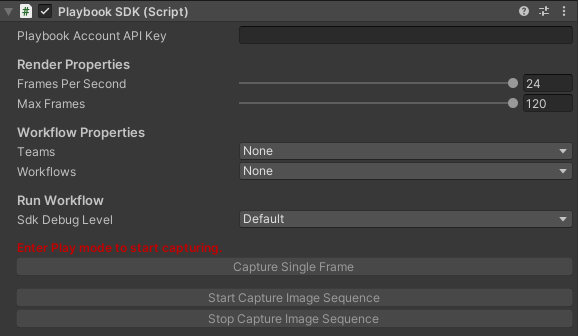 Playbook SDK (Script)
Playbook Account API Key
Render Properties
Frames Per Second 24
Max Frames 120
Workflow Properties
Teams None
Workflows None
Run Workflow
Sdk Debug Level Default
Enter Play mode to start capturing.
Capture Single Frame
Start Capture Image Sequence
Stop Capture Image Sequence